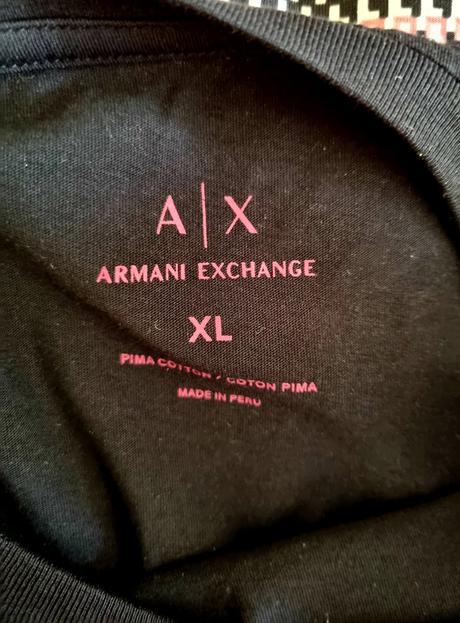 A|X
ARMANI EXCHANGE
XL
PIMA COTTON / COTON PIMA
MADE IN PERU